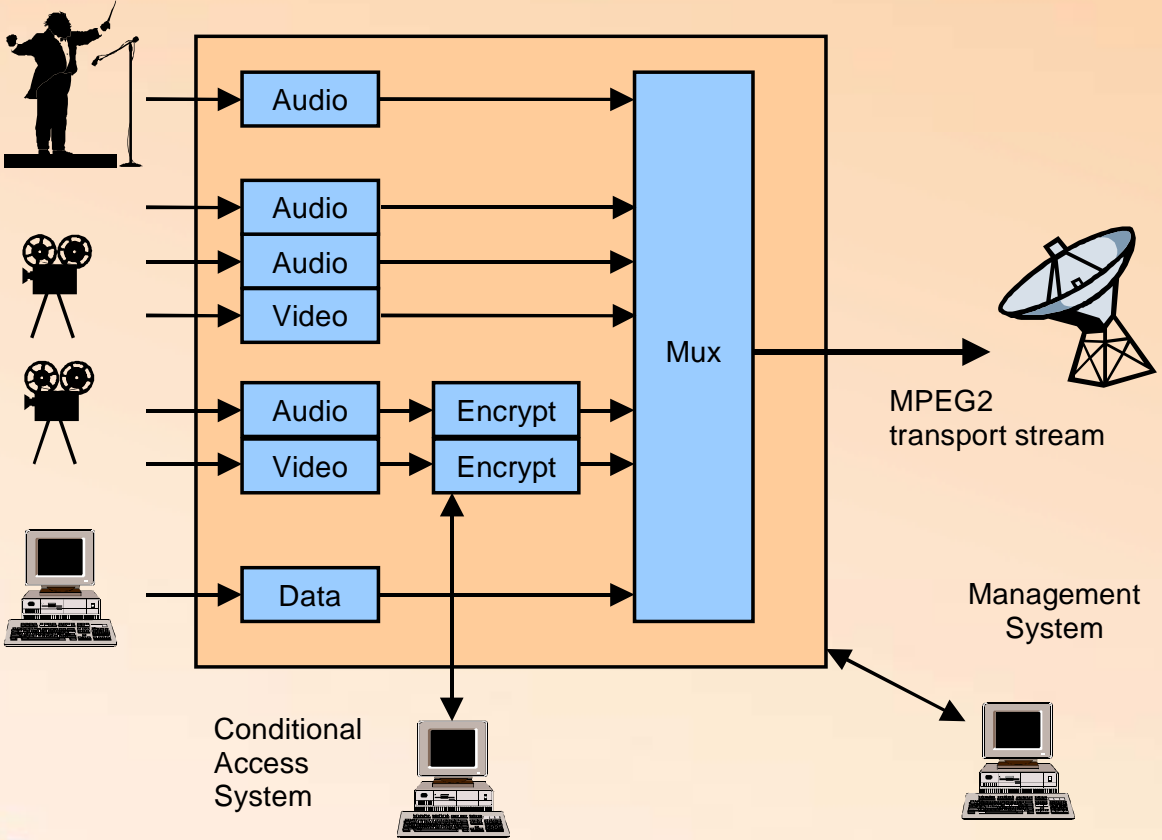 Audio
Audio
Audio
Video
Mux
Audio
Encrypt
Video
Encrypt
MPEG2
transport stream
Data
Management
System
Conditional
Access
System